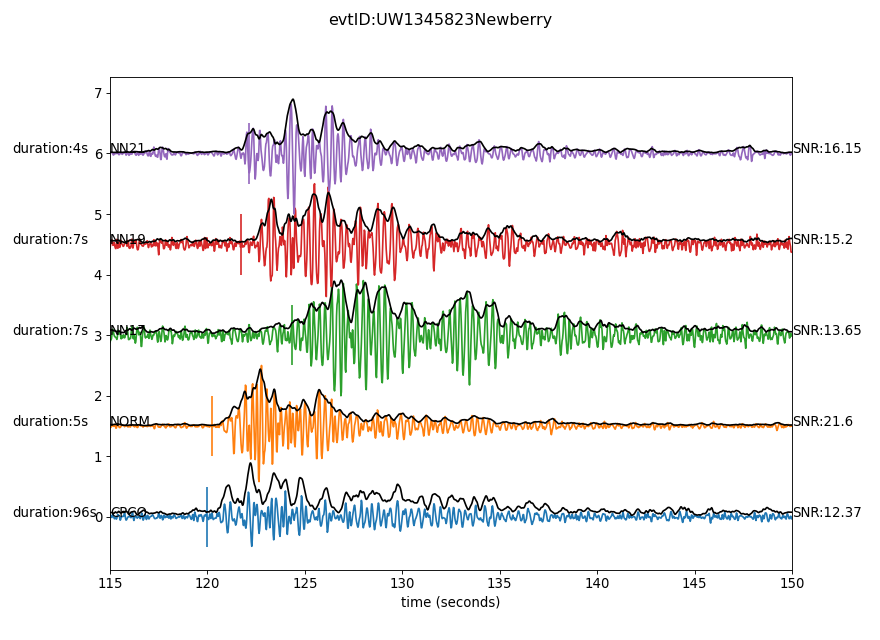 evtID:UW1345823Newberry
7
duration:4s NN21 6 SNR:16.15
5
duration:7s NN19 SNR:15.2
4
duration:7s NN17 3 SNR:13.65
2
duration:5s NORM SNR:21.6
1
duration:96s CPCO 0 SNR:12.37
115 120 125 130 135 140 145 150
time (seconds)